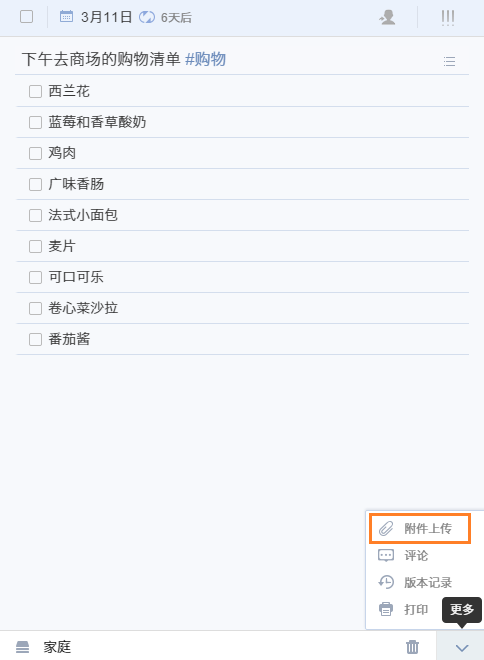 3月11日 6天后
下午去商场的购物清单 #购物
西兰花
蓝莓和香草酸奶
鸡肉
广味香肠
法式小面包
麦片
可口可乐
卷心菜沙拉
番茄酱
附件上传
评论
版本记录
打印
更多
家庭